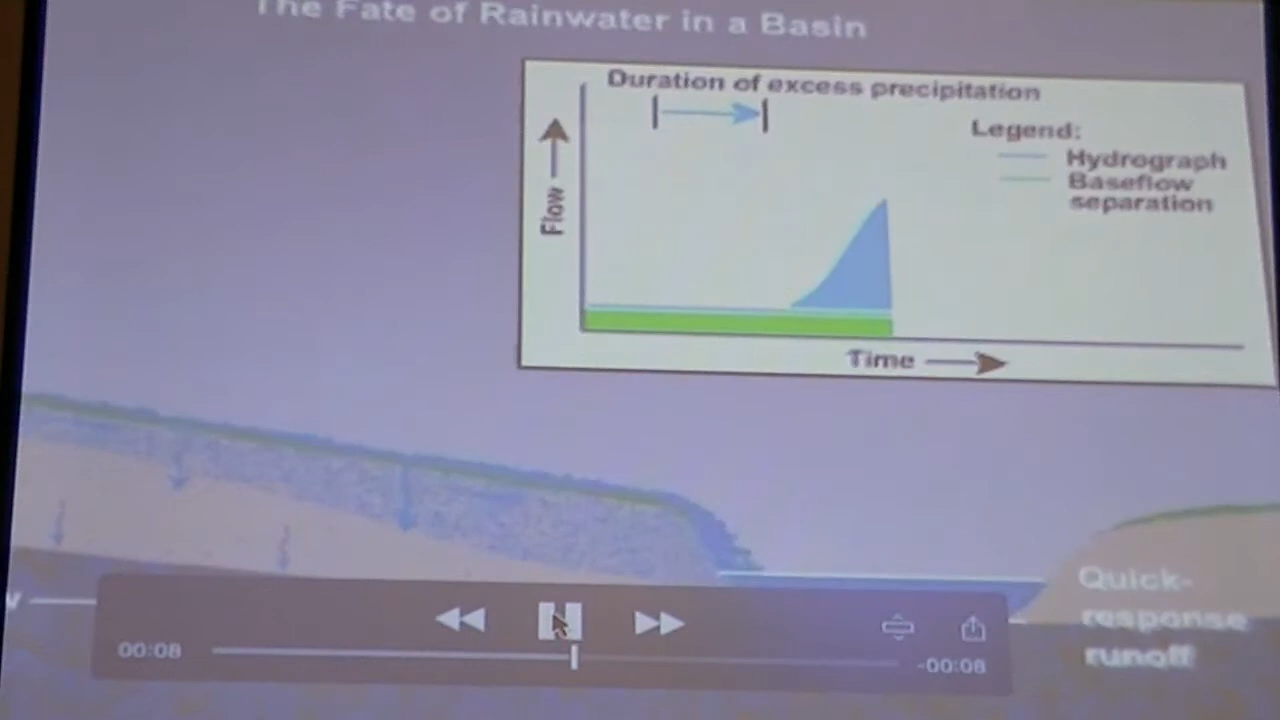 The Fate of Rainwater in a Basin
Duration of excess precipitation
Legend:
Hydrograph
Baseflow
separation
Flow
Time
Quick-
response
runoff
00:08
-00:08